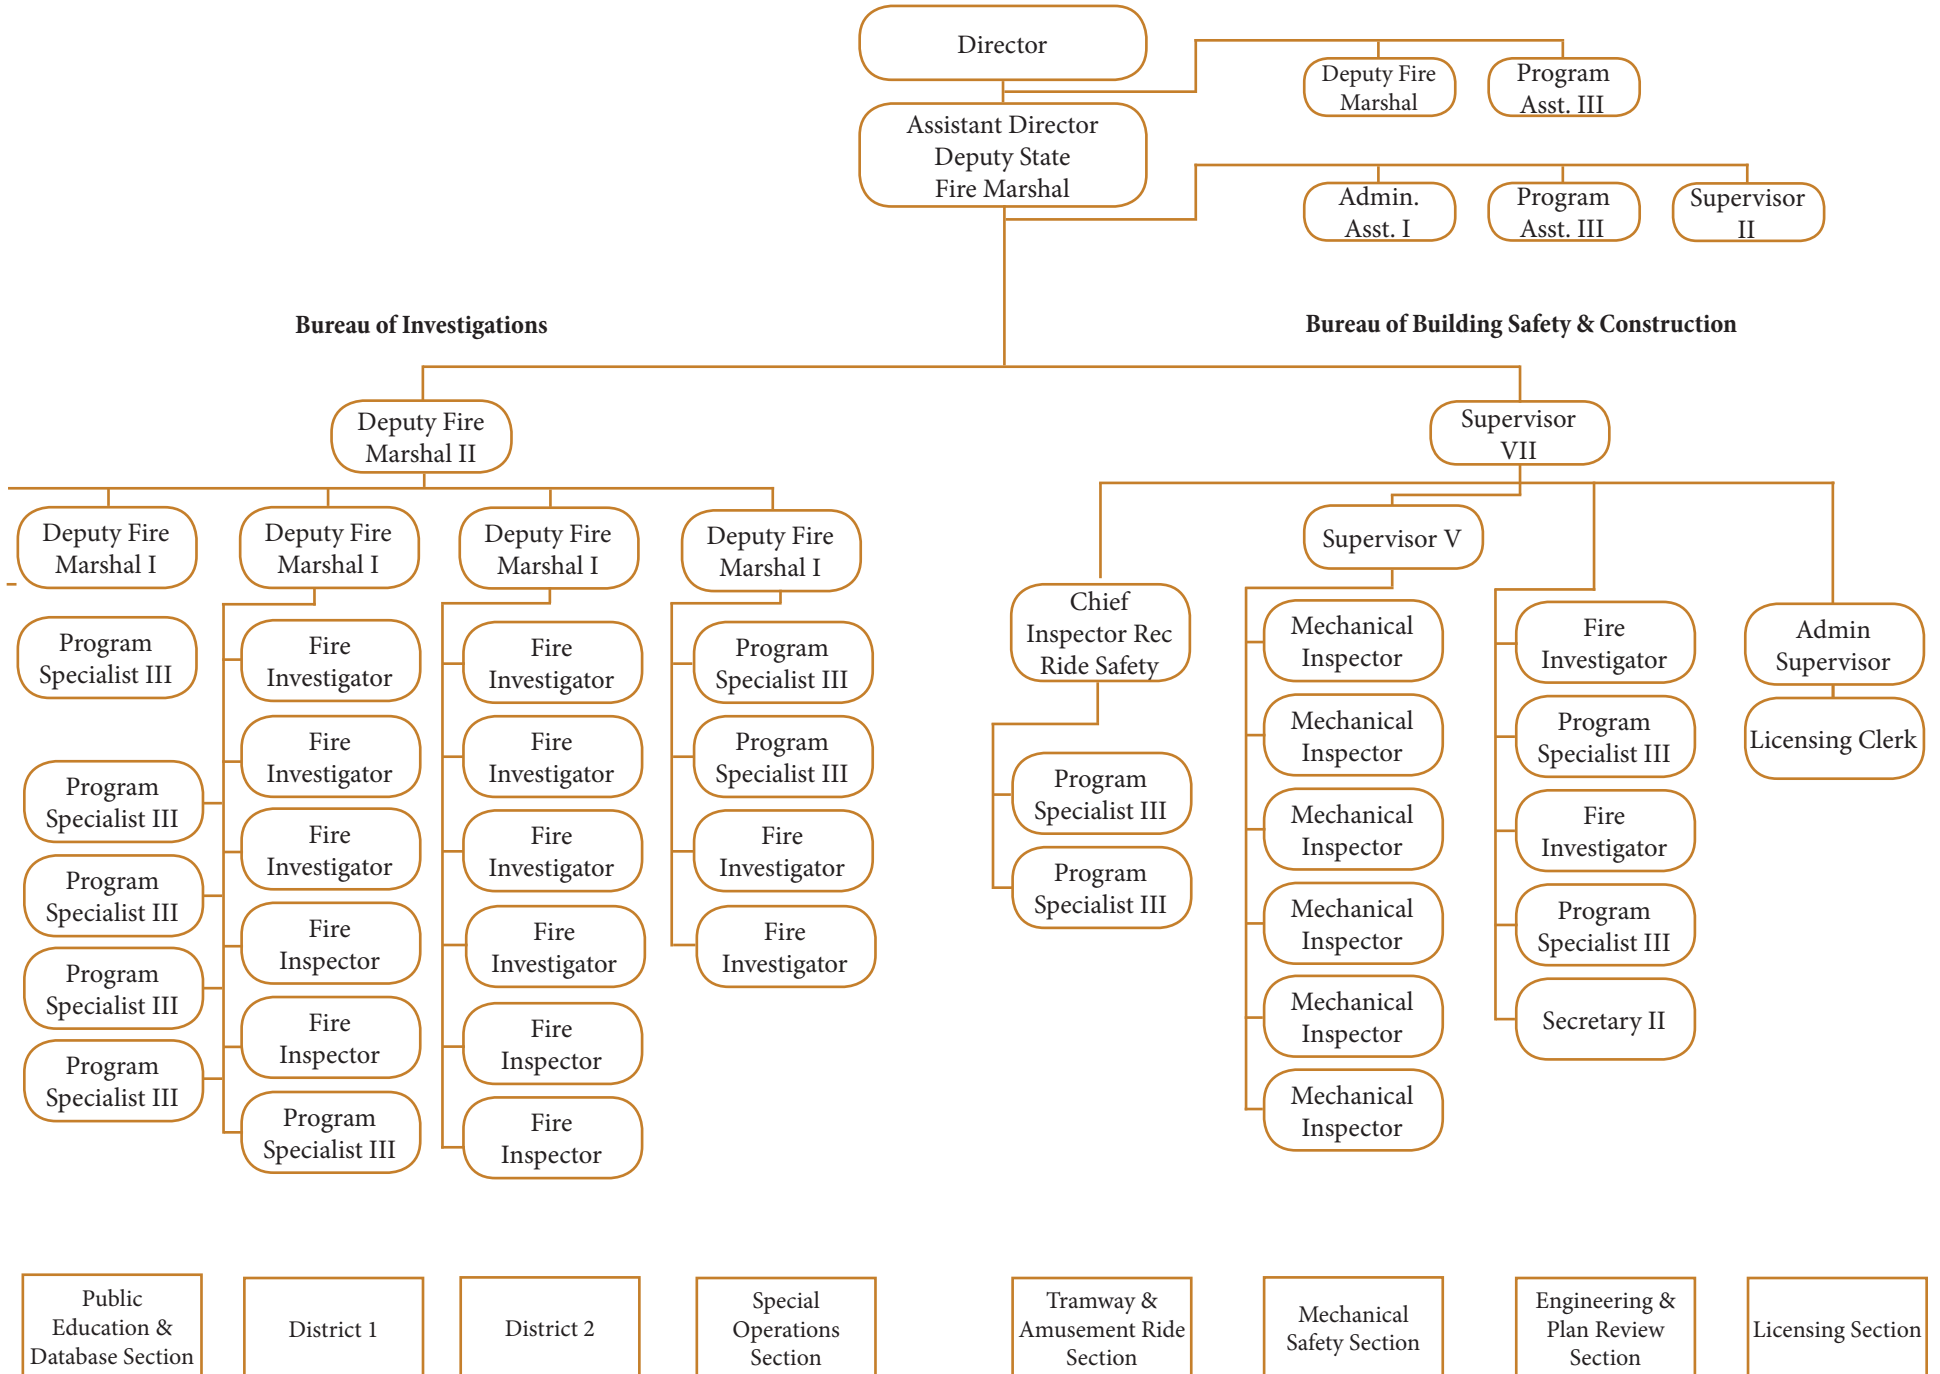 Director
Deputy Fire
Marshal
Program
Asst. III
Assistant Director
Deputy State
Fire Marshal
Admin.
Asst. I
Program
Asst. III
Supervisor
II
Bureau of Investigations
Bureau of Building Safety & Construction
Deputy Fire
Marshal II
Supervisor
VII
Deputy Fire
Marshal I
Deputy Fire
Marshal I
Deputy Fire
Marshal I
Deputy Fire
Marshal I
Program
Specialist III
Program
Specialist III
Program
Specialist III
Program
Specialist III
Program
Specialist III
Fire
Investigator
Fire
Investigator
Fire
Investigator
Fire
Inspector
Fire
Inspector
Program
Specialist III
Fire
Investigator
Fire
Investigator
Fire
Investigator
Fire
Investigator
Fire
Inspector
Fire
Inspector
Program
Specialist III
Program
Specialist III
Fire
Investigator
Fire
Investigator
Chief
Inspector Rec
Ride Safety
Program
Specialist III
Program
Specialist III
Supervisor V
Mechanical
Inspector
Mechanical
Inspector
Mechanical
Inspector
Mechanical
Inspector
Mechanical
Inspector
Mechanical
Inspector
Fire
Investigator
Program
Specialist III
Fire
Investigator
Program
Specialist III
Secretary II
Admin
Supervisor
Licensing Clerk
Public
Education &
Database Section
District 1
District 2
Special
Operations
Section
Tramway &
Amusement Ride
Section
Mechanical
Safety Section
Engineering &
Plan Review
Section
Licensing Section